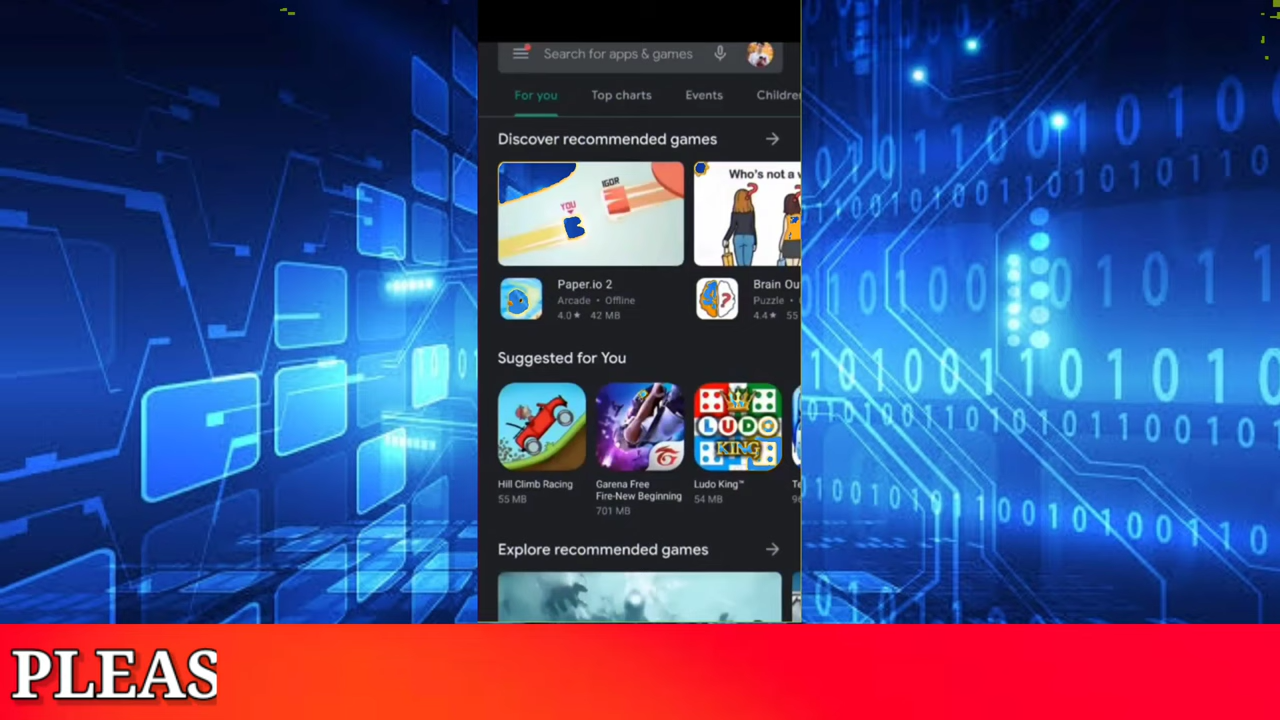 Search for apps & games
For you Top charts Events Childre
Discover recommended games
Who's not a
IGOR
YOU
Paper.io 2
Arcade • Offline
4.0★ 42 MB
Brain Ou
Puzzle •
4.4★ 55
Suggested for You
LUDO
KING
Hill Climb Racing
55 MB
Garena Free
Fire-New Beginning
701 MB
Ludo King™
54 MB
Explore recommended games
PLEAS